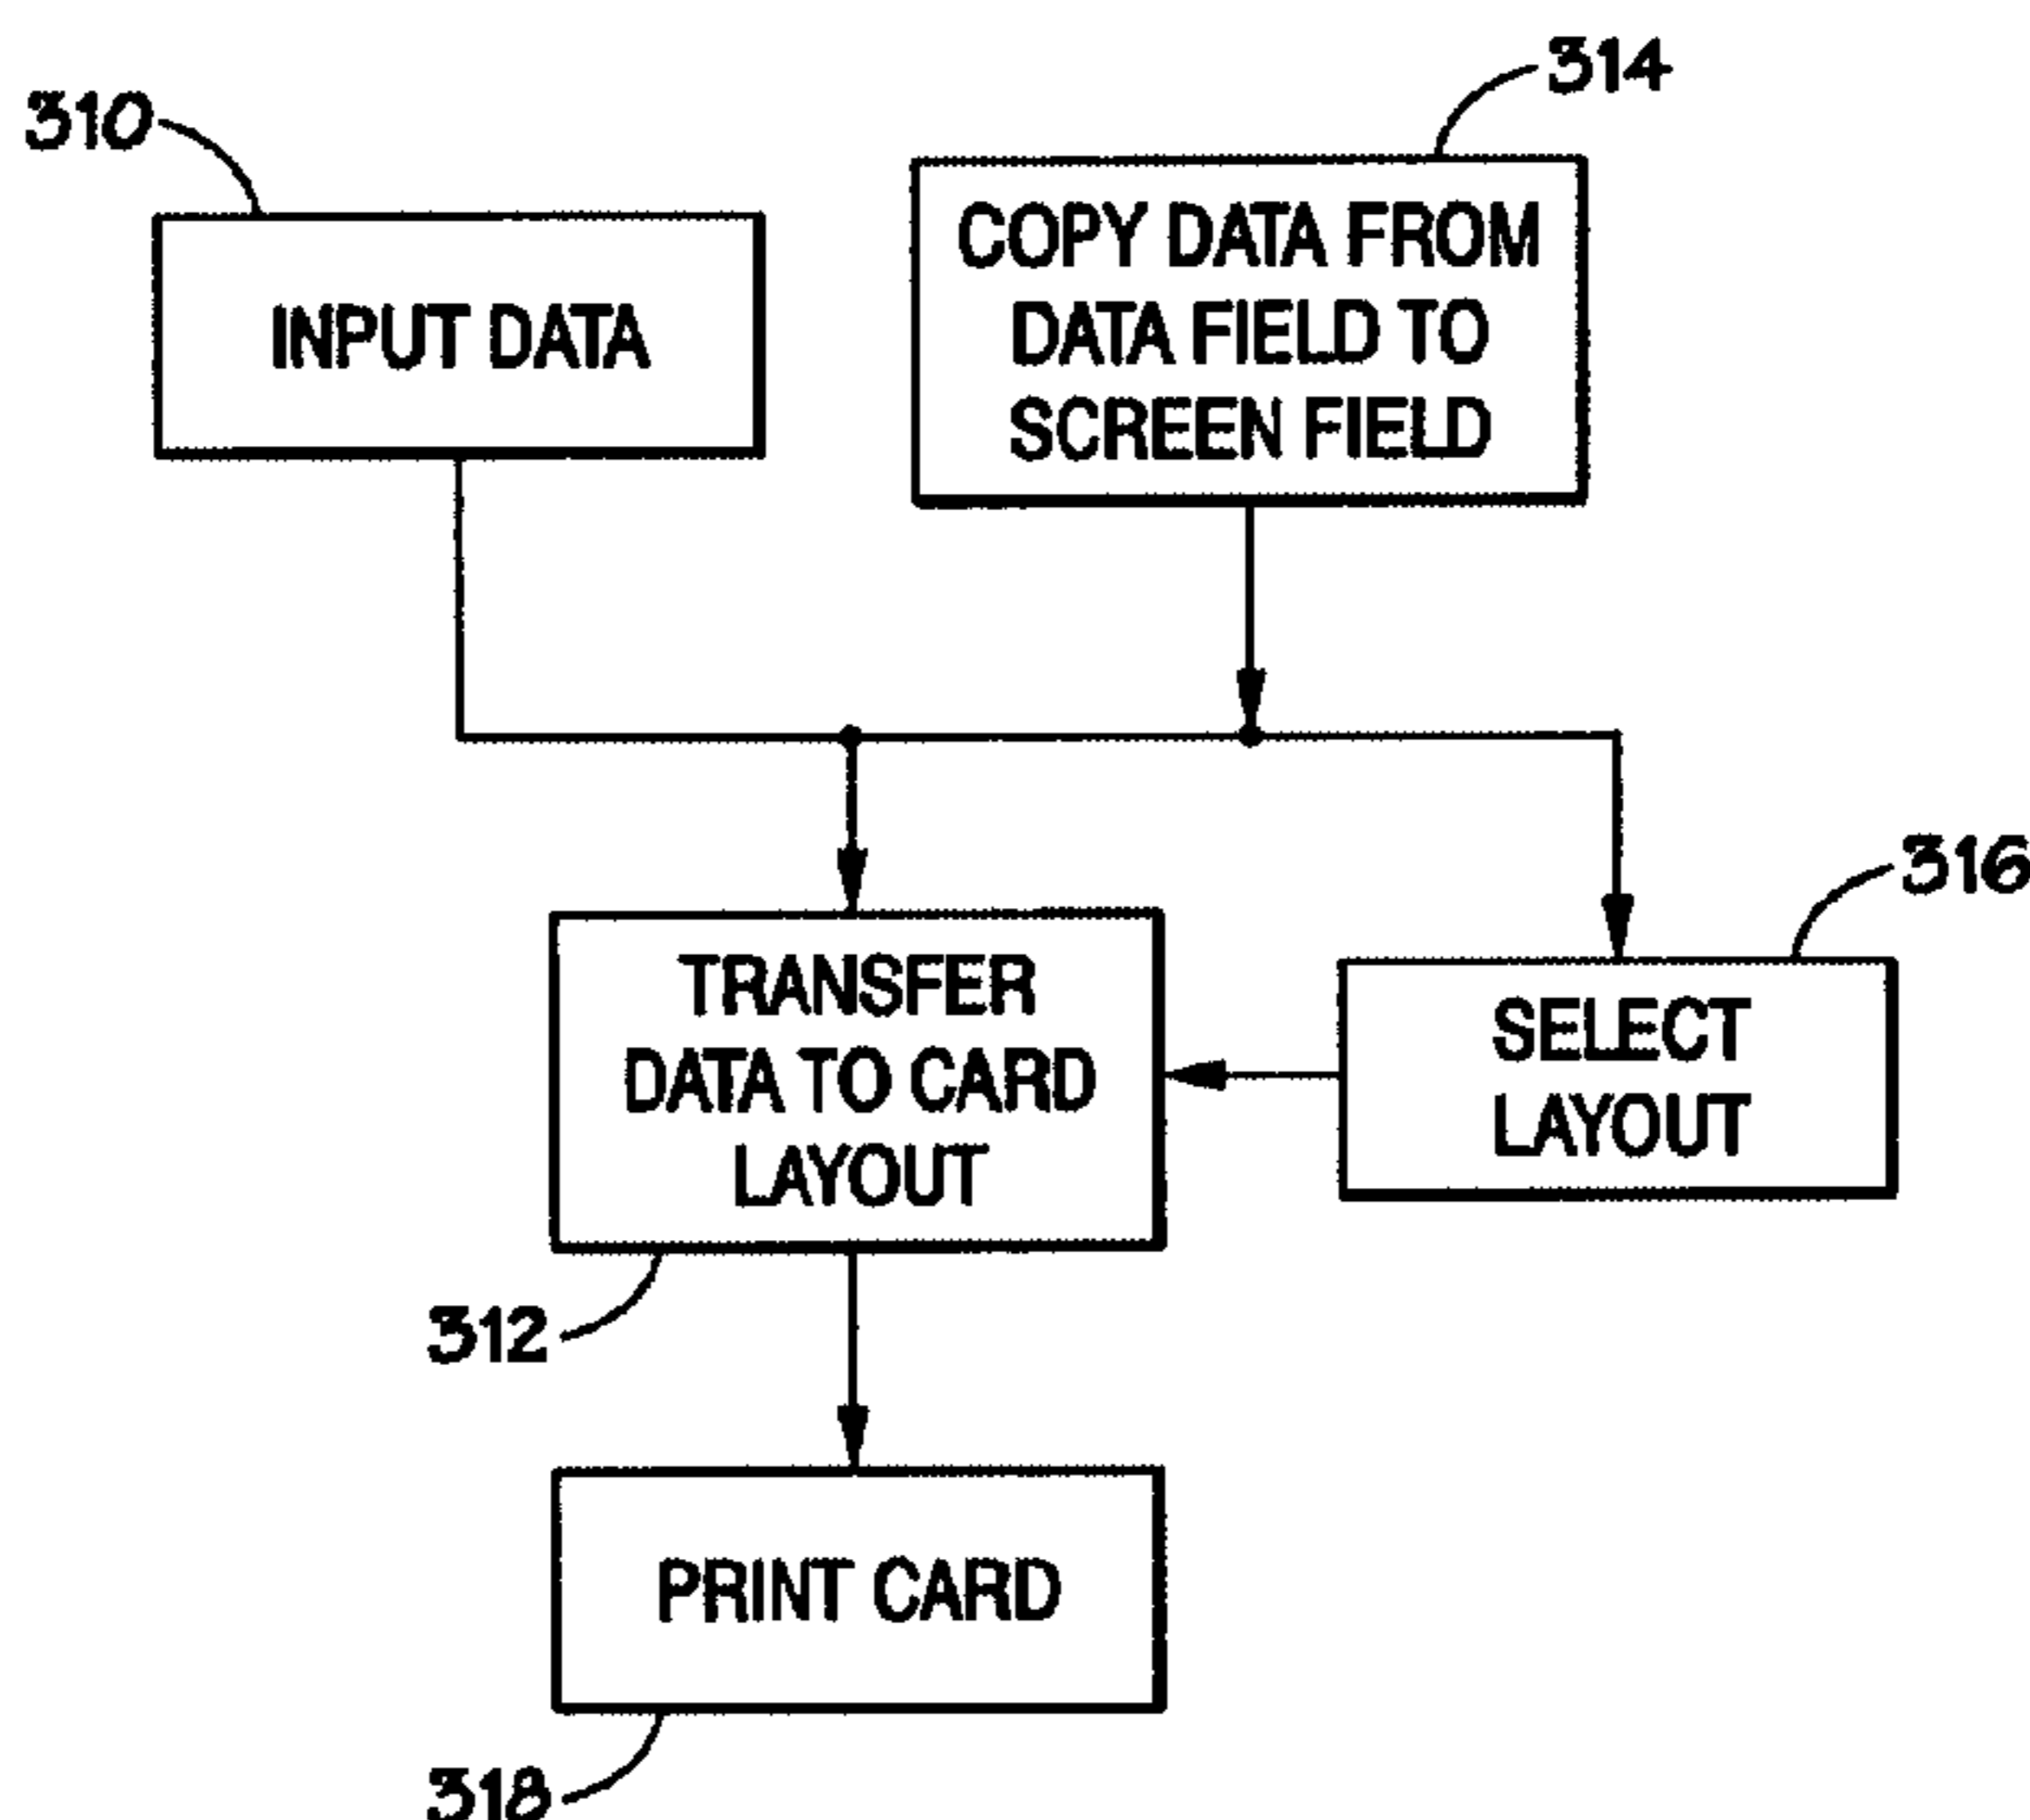 314
310
COPY DATA FROM
DATA FIELD TO
SCREEN FIELD
INPUT DATA
316
TRANSFER
DATA TO CARD
LAYOUT
SELECT
LAYOUT
312
PRINT CARD
318